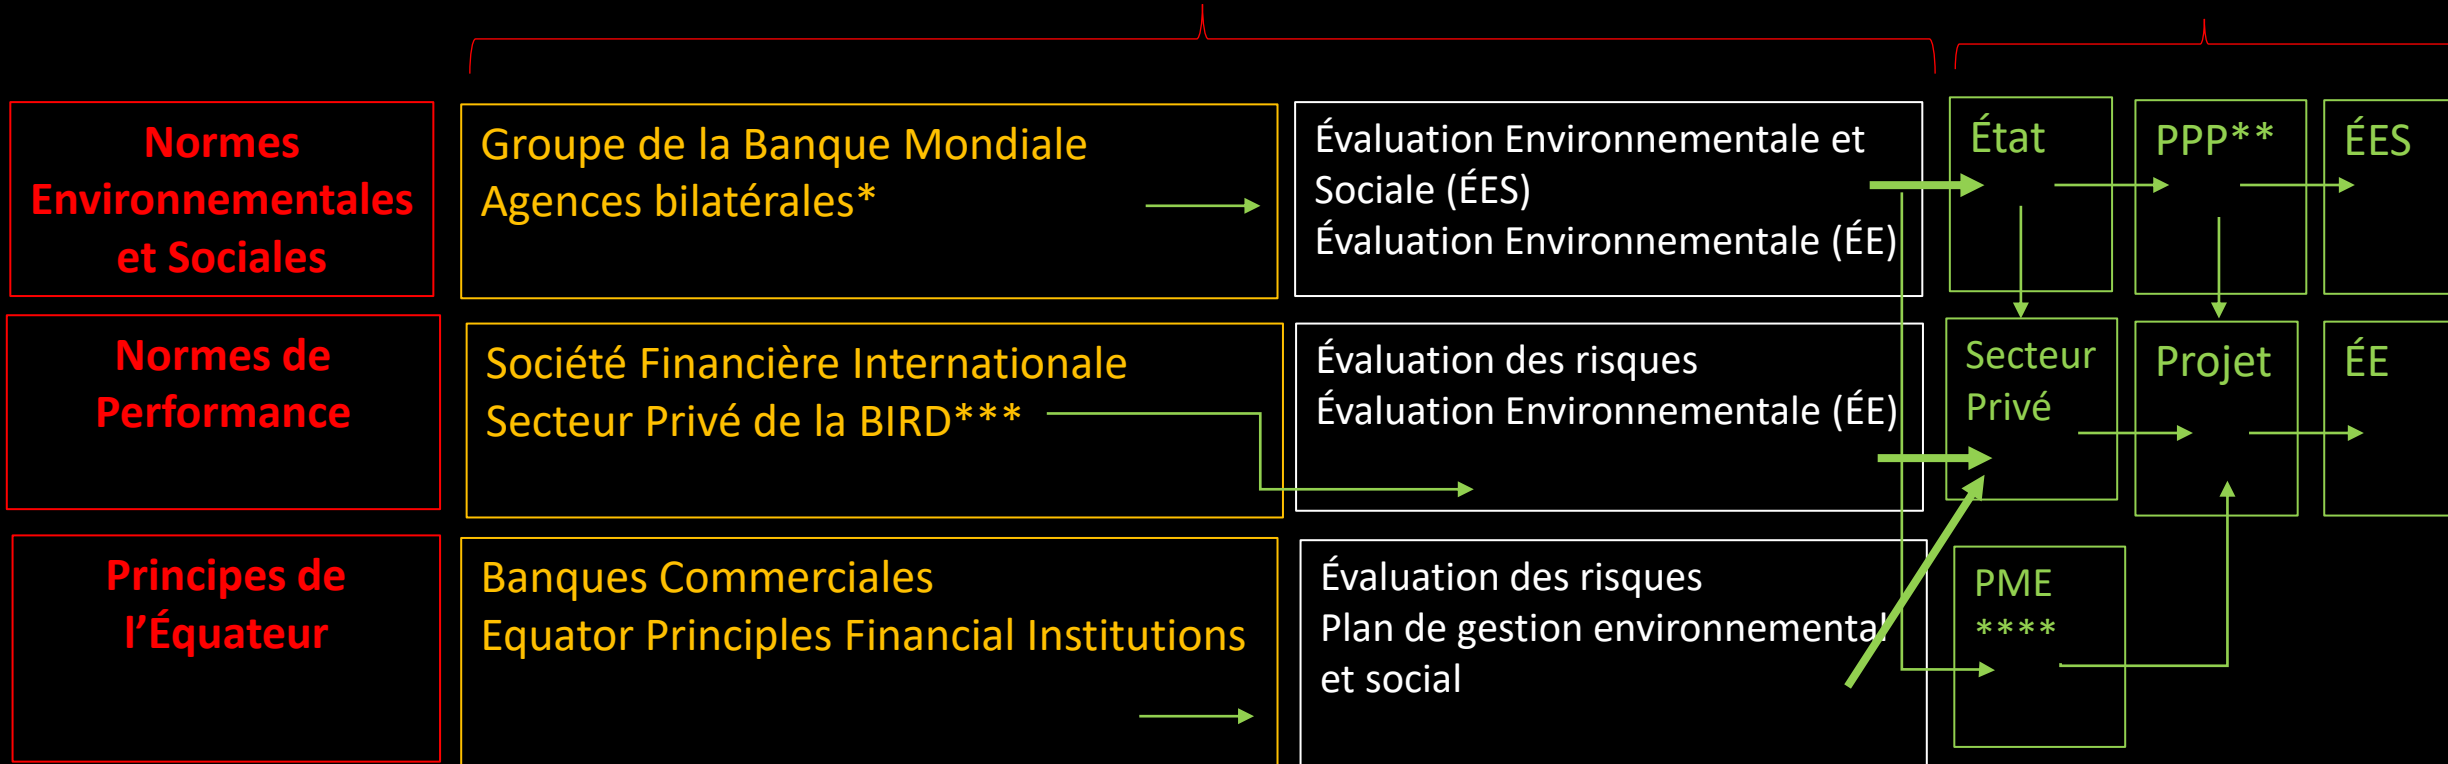 Normes
Environnementales
et Sociales
Groupe de la Banque Mondiale
Agences bilatérales*
Évaluation Environnementale et
Sociale (ÉES)
Évaluation Environnementale (ÉE)
État
PPP**
ÉES
Normes de
Performance
Société Financière Internationale
Secteur Privé de la BIRD***
Évaluation des risques
Évaluation Environnementale (ÉE)
Secteur
Privé
Projet
ÉE
Principes de
l’Équateur
Banques Commerciales
Equator Principles Financial Institutions
Évaluation des risques
Plan de gestion environnemental
et social
PME
****